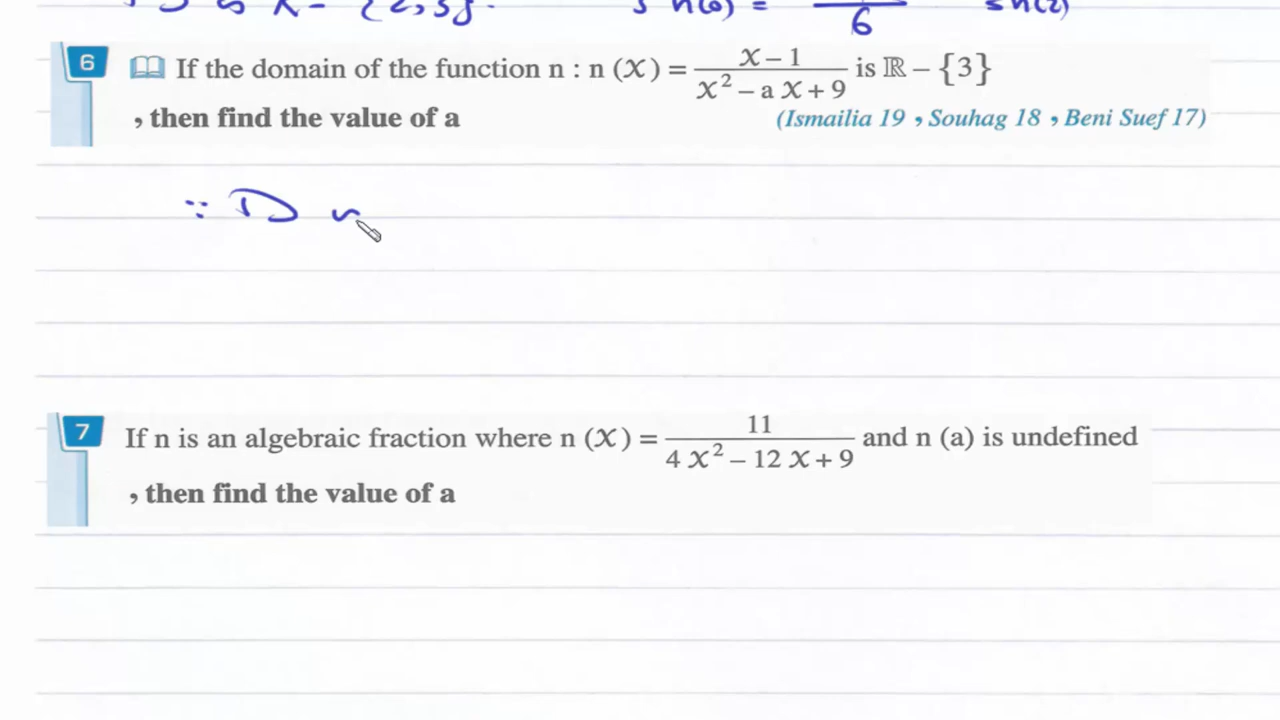 6
If the domain of the function n : n (X) = X – 1 / X² – a X + 9 is ℝ – {3}
, then find the value of a
(Ismailia 19 , Souhag 18 , Beni Suef 17)
∵ D
7
If n is an algebraic fraction where n (X) = 11 / 4 X² – 12 X + 9 and n (a) is undefined
, then find the value of a